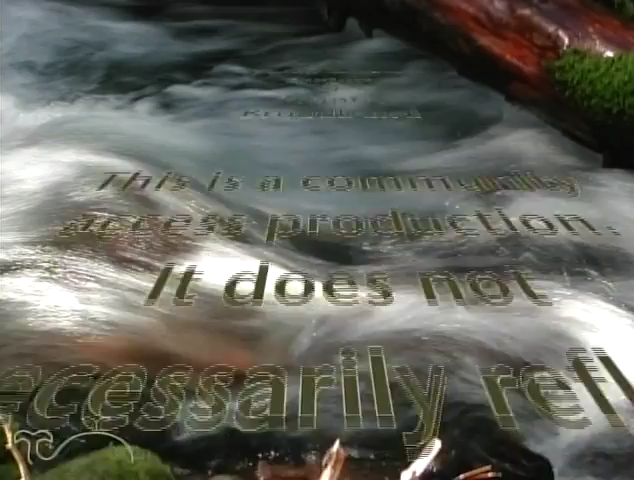 This is a community
access production.
It does not
ecessarily refl